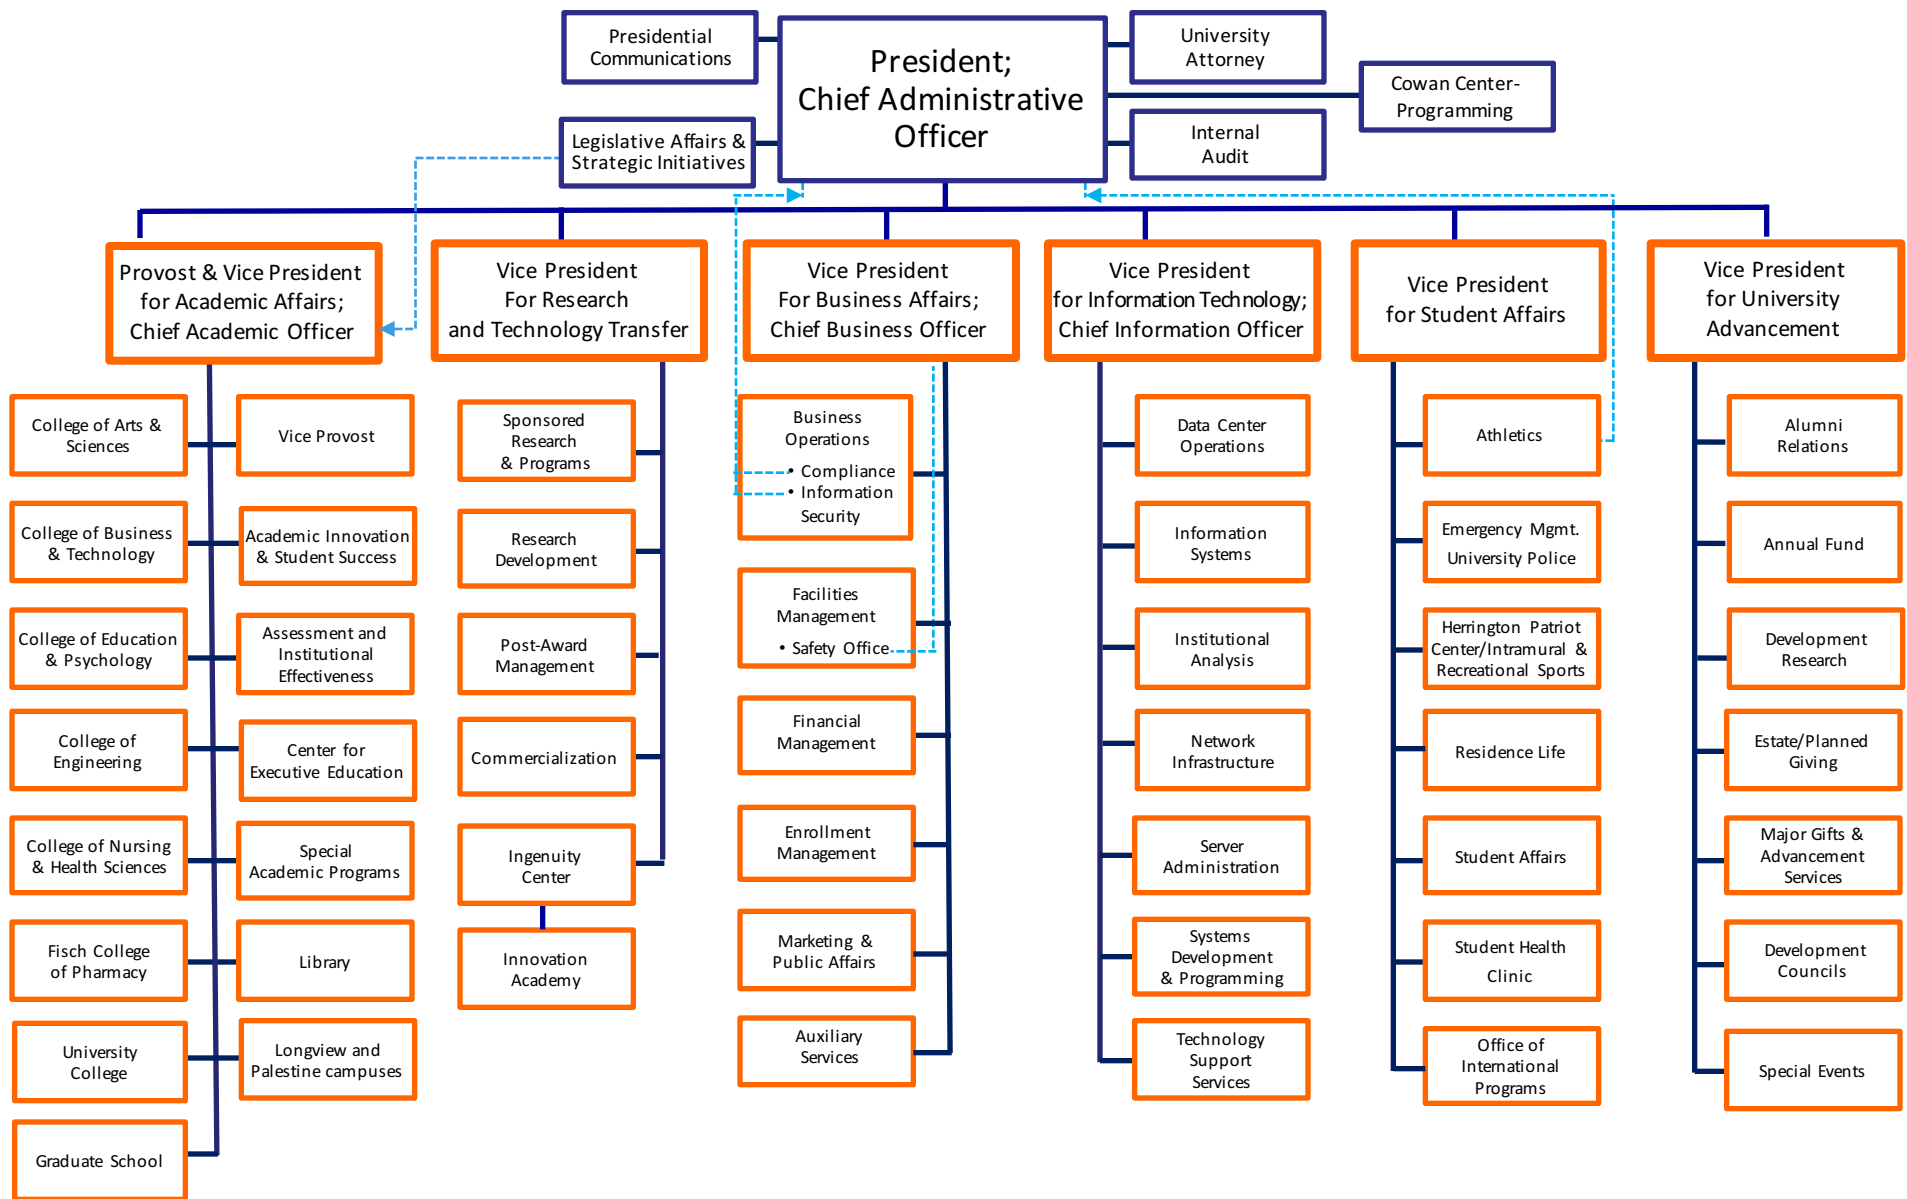 Presidential
Communications
President;
Chief Administrative
Officer
University
Attorney
Cowan Center-
Programming
Legislative Affairs &
Strategic Initiatives
Internal
Audit
Provost & Vice President
for Academic Affairs;
Chief Academic Officer
Vice President
For Research
and Technology Transfer
Vice President
For Business Affairs;
Chief Business Officer
Vice President
for Information Technology;
Chief Information Officer
Vice President
for Student Affairs
Vice President
for University
Advancement
College of Arts &
Sciences
Vice Provost
College of Business
& Technology
Academic Innovation
& Student Success
College of Education
& Psychology
Assessment and
Institutional
Effectiveness
College of
Engineering
Center for
Executive Education
College of Nursing
& Health Sciences
Special
Academic Programs
Fisch College
of Pharmacy
Library
University
College
Longview and
Palestine campuses
Graduate School
Sponsored
Research
& Programs
Research
Development
Post-Award
Management
Commercialization
Ingenuity
Center
Innovation
Academy
Business
Operations
• Compliance
• Information
Security
Facilities
Management
• Safety Office
Financial
Management
Enrollment
Management
Marketing &
Public Affairs
Auxiliary
Services
Data Center
Operations
Information
Systems
Institutional
Analysis
Network
Infrastructure
Server
Administration
Systems
Development
& Programming
Technology
Support
Services
Athletics
Emergency Mgmt.
University Police
Herrington Patriot
Center/Intramural &
Recreational Sports
Residence Life
Student Affairs
Student Health
Clinic
Office of
International
Programs
Alumni
Relations
Annual Fund
Development
Research
Estate/Planned
Giving
Major Gifts &
Advancement
Services
Development
Councils
Special Events